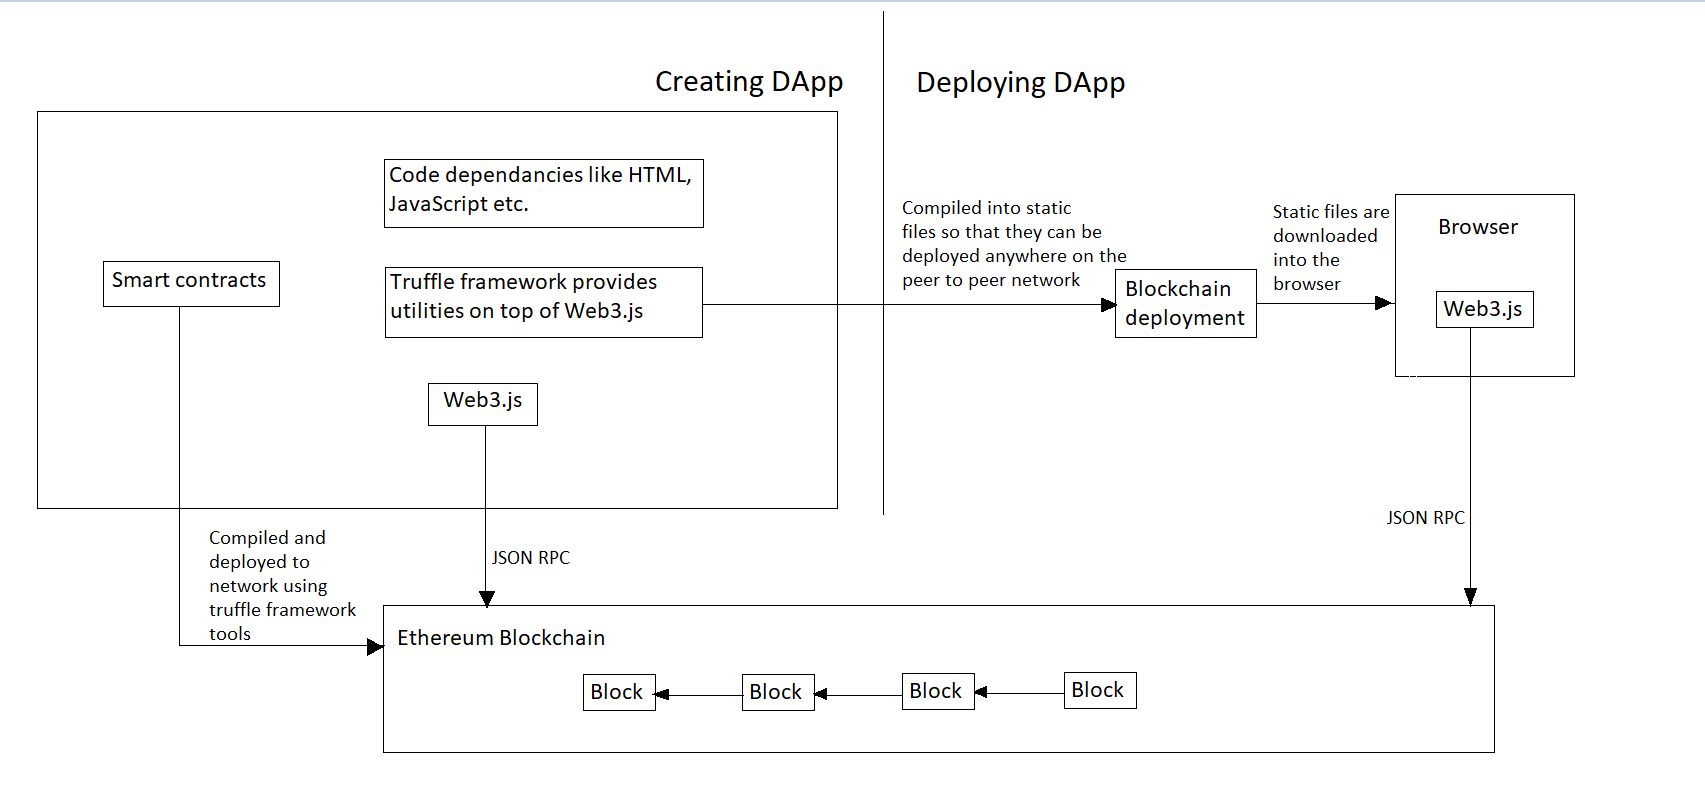 Creating DApp
Deploying DApp
Code dependancies like HTML,
JavaScript etc.
Smart contracts
Truffle framework provides
utilities on top of Web3.js
Web3.js
Compiled into static
files so that they can be
deployed anywhere on the
peer to peer network
Blockchain
deployment
Static files are
downloaded
into the
browser
Browser
Web3.js
Compiled and
deployed to
network using
truffle framework
tools
JSON RPC
JSON RPC
Ethereum Blockchain
Block
Block
Block
Block